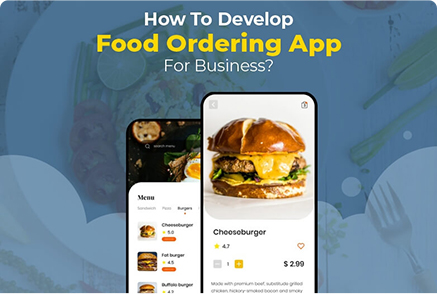 How To Develop
Food Ordering App
For Business?
search menu
Menu
Sandwich Pizza Burgers
Cheeseburger
5.0
Fat burger
4.5
Buffalo burger
Cheeseburger
4.7
1
$ 2.99
Made with premium beef, substitute grilled
chicken, hickory-smoked bacon and smoky